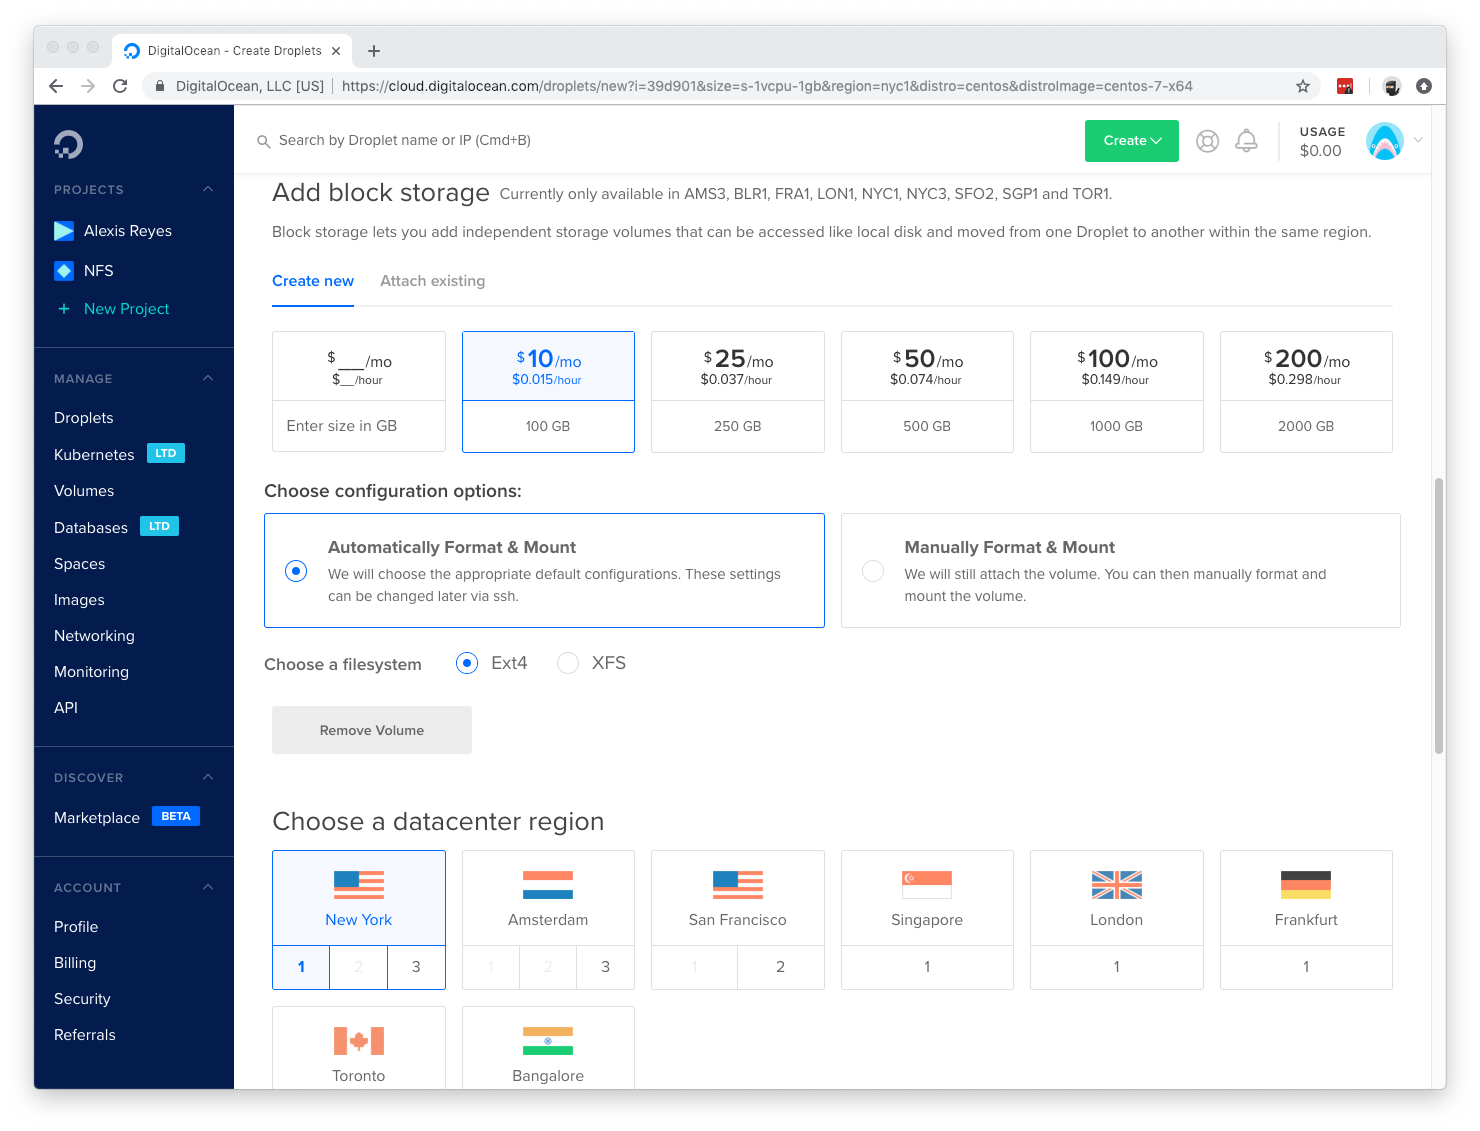 DigitalOcean - Create Droplets
DigitalOcean, LLC [US]
https://cloud.digitalocean.com/droplets/new?i=39d901&size=s-1vcpu-1gb&region=nyc1&distro=centos&distroImage=centos-7-x64
Search by Droplet name or IP (Cmd+B)
Create
USAGE
$0.00
PROJECTS
Alexis Reyes
NFS
+ New Project
MANAGE
Droplets
Kubernetes LTD
Volumes
Databases LTD
Spaces
Images
Networking
Monitoring
API
DISCOVER
Marketplace BETA
ACCOUNT
Profile
Billing
Security
Referrals
Add block storage Currently only available in AMS3, BLR1, FRA1, LON1, NYC1, NYC3, SFO2, SGP1 and TOR1.
Block storage lets you add independent storage volumes that can be accessed like local disk and moved from one Droplet to another within the same region.
Create new Attach existing
$___/mo
$__/hour
Enter size in GB
$10/mo
$0.015/hour
100 GB
$25/mo
$0.037/hour
250 GB
$50/mo
$0.074/hour
500 GB
$100/mo
$0.149/hour
1000 GB
$200/mo
$0.298/hour
2000 GB
Choose configuration options:
Automatically Format & Mount
We will choose the appropriate default configurations. These settings
can be changed later via ssh.
Manually Format & Mount
We will still attach the volume. You can then manually format and
mount the volume.
Choose a filesystem Ext4 XFS
Remove Volume
Choose a datacenter region
New York
1 2 3
Amsterdam
1 2 3
San Francisco
1 2
Singapore
1
London
1
Frankfurt
1
Toronto
Bangalore